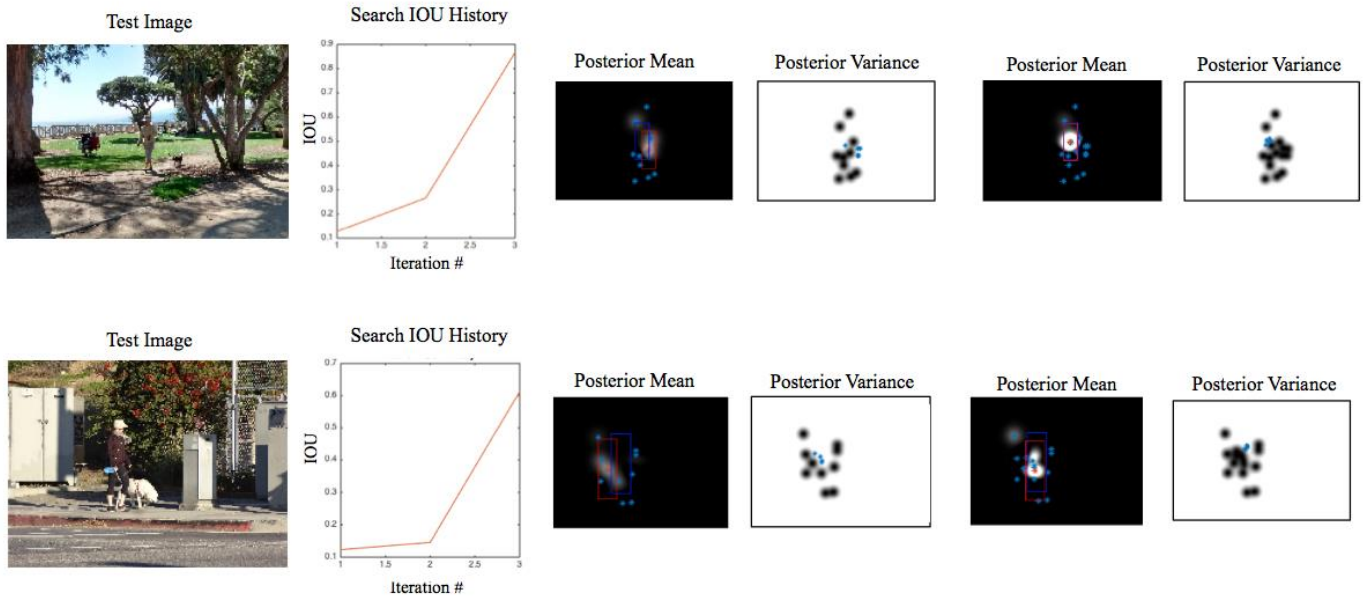 Test Image
Search IOU History
Posterior Mean
Posterior Variance
Posterior Mean
Posterior Variance
0.9
0.8
0.7
0.6
0.5
0.4
0.3
0.2
0.1
IOU
1
1.5
2
2.5
3
Iteration #
Test Image
Search IOU History
Posterior Mean
Posterior Variance
Posterior Mean
Posterior Variance
0.7
0.6
0.5
0.4
0.3
0.2
0.1
IOU
1
1.5
2
2.5
3
Iteration #